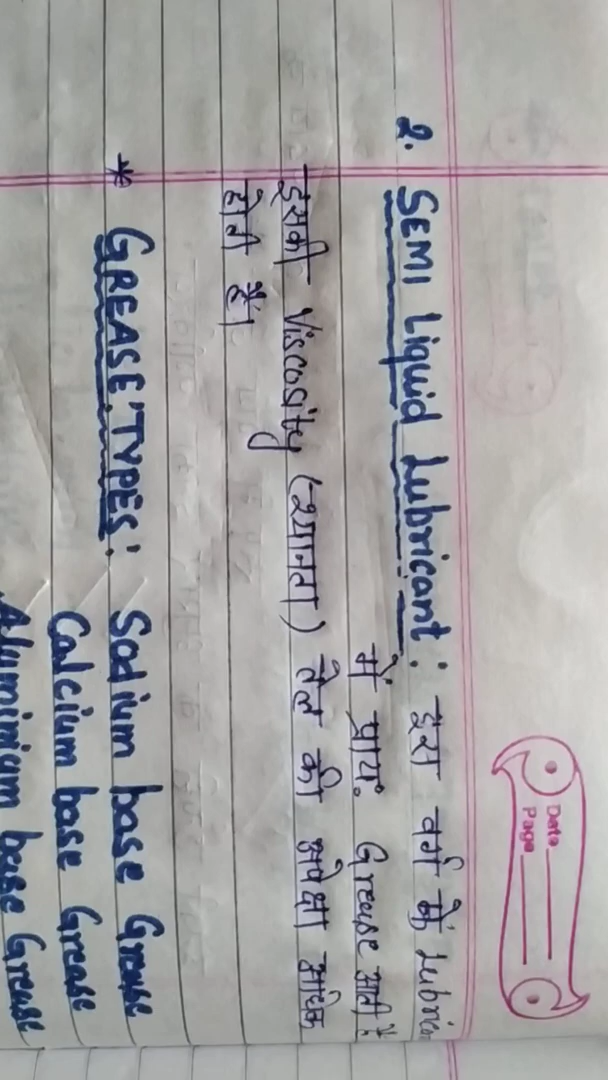 Date
Page
2. SEMI Liquid Lubricant : इस वर्ग में Lubric
में प्रायः Grease आती है
इसकी Viscosity (श्यानता) तेल की अपेक्षा अधिक
होती है।
* GREASE TYPES : Sodium base Grease
Calcium base Grease
Aluminium base Grease